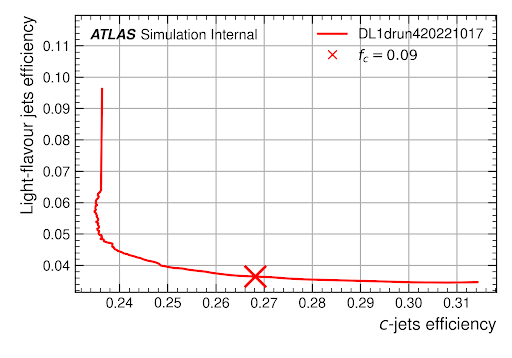 ATLAS Simulation Internal
DL1drun420221017
f_c = 0.09
Light-flavour jets efficiency
0.11
0.10
0.09
0.08
0.07
0.06
0.05
0.04
0.24 0.25 0.26 0.27 0.28 0.29 0.30 0.31
c-jets efficiency